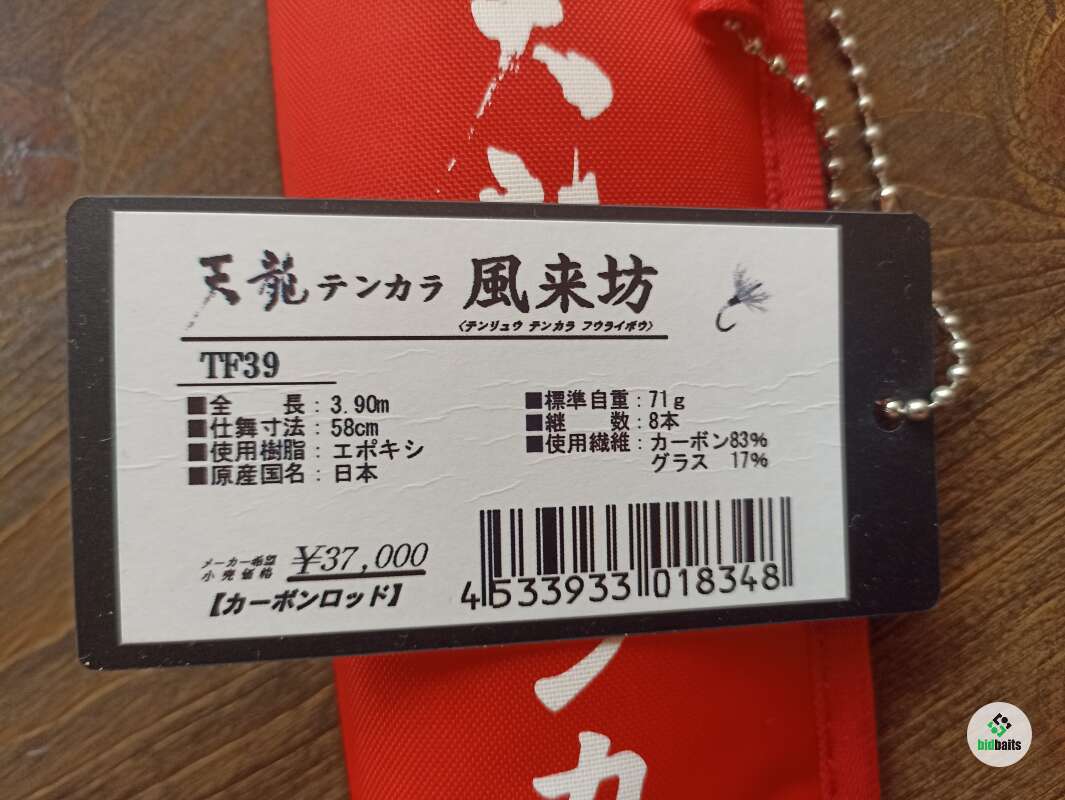 天龍 テンカラ 風来坊
〈テンリュウ テンカラ フウライボウ〉
TF39
■全 長：3.90m
■仕舞寸法：58cm
■使用樹脂：エポキシ
■原産国名：日本
■標準自重：71g
■継 数：8本
■使用繊維：カーボン83%
グラス 17%
メーカー希望
小売価格 ¥37,000
【カーボンロッド】
4 533933 018348
カ
bidbaits